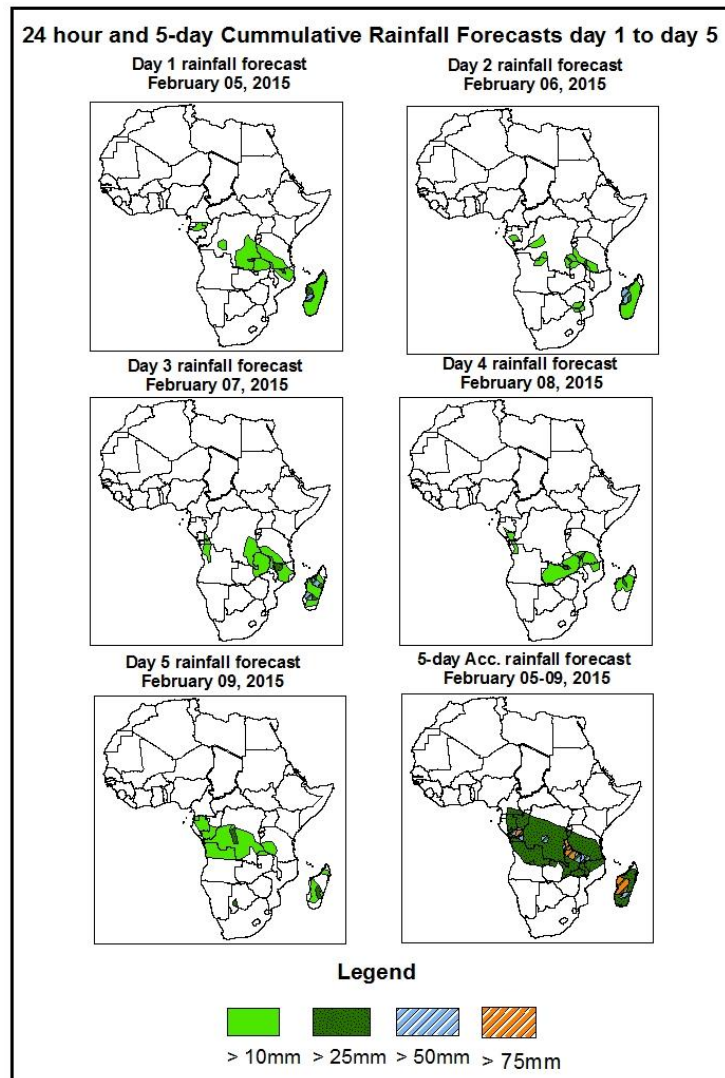 24 hour and 5-day Cummulative Rainfall Forecasts day 1 to day 5
Day 1 rainfall forecast
February 05, 2015
Day 2 rainfall forecast
February 06, 2015
Day 3 rainfall forecast
February 07, 2015
Day 4 rainfall forecast
February 08, 2015
Day 5 rainfall forecast
February 09, 2015
5-day Acc. rainfall forecast
February 05-09, 2015
Legend
> 10mm > 25mm > 50mm > 75mm